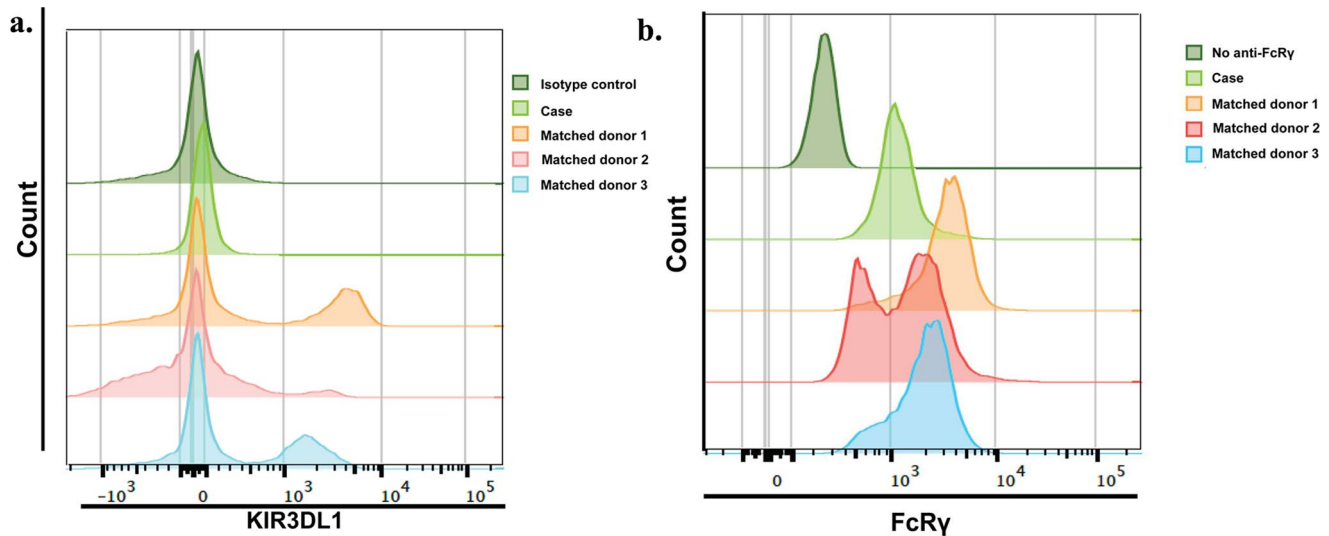 a.
Count
-10³ 0 10³ 10⁴ 10⁵
KIR3DL1
Isotype control
Case
Matched donor 1
Matched donor 2
Matched donor 3
b.
Count
0 10³ 10⁴ 10⁵
FcRγ
No anti-FcRγ
Case
Matched donor 1
Matched donor 2
Matched donor 3